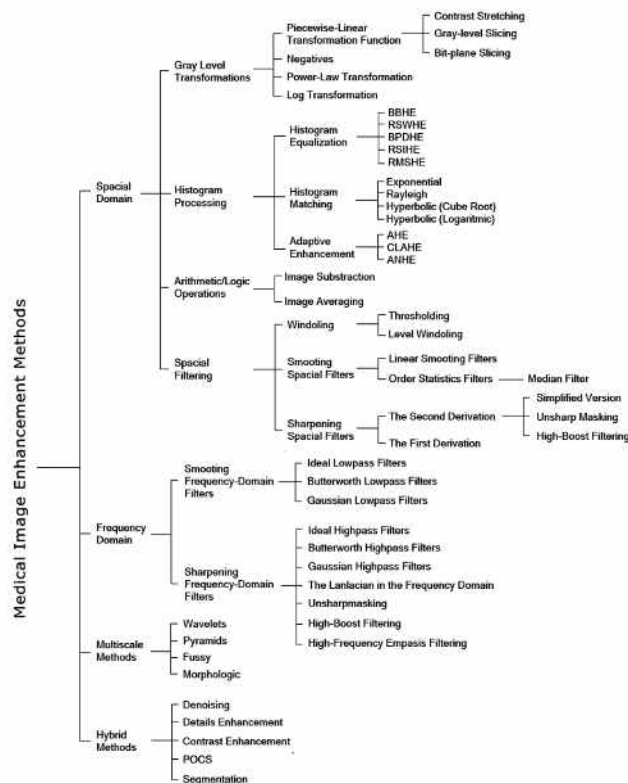 Medical Image Enhancement Methods
Spacial
Domain
Gray Level
Transformations
Piecewise-Linear
Transformation Function
Contrast Stretching
Gray-level Slicing
Bit-plane Slicing
Negatives
Power-Law Transformation
Log Transformation
Histogram
Processing
Histogram
Equalization
BBHE
RSWHE
BPDHE
RSIHE
RMSHE
Histogram
Matching
Exponential
Rayleigh
Hyperbolic (Cube Root)
Hyperbolic (Logaritmic)
Adaptive
Enhancement
AHE
CLAHE
ANHE
Arithmetic/Logic
Operations
Image Substraction
Image Averaging
Spacial
Filtering
Windoling
Thresholding
Level Windoling
Smooting
Spacial Filters
Linear Smooting Filters
Order Statistics Filters
Median Filter
Sharpening
Spacial Filters
The Second Derivation
Simplified Version
Unsharp Masking
High-Boost Filtering
The First Derivation
Frequency
Domain
Smooting
Frequency-Domain
Filters
Ideal Lowpass Filters
Butterworth Lowpass Filters
Gaussian Lowpass Filters
Sharpening
Frequency-Domain
Filters
Ideal Highpass Filters
Butterworth Highpass Filters
Gaussian Highpass Filters
The Lanlacian in the Frequency Domain
Unsharpmasking
High-Boost Filtering
High-Frequency Empasis Filtering
Multiscale
Methods
Wavelets
Pyramids
Fussy
Morphologic
Hybrid
Methods
Denoising
Details Enhancement
Contrast Enhancement
POCS
Segmentation